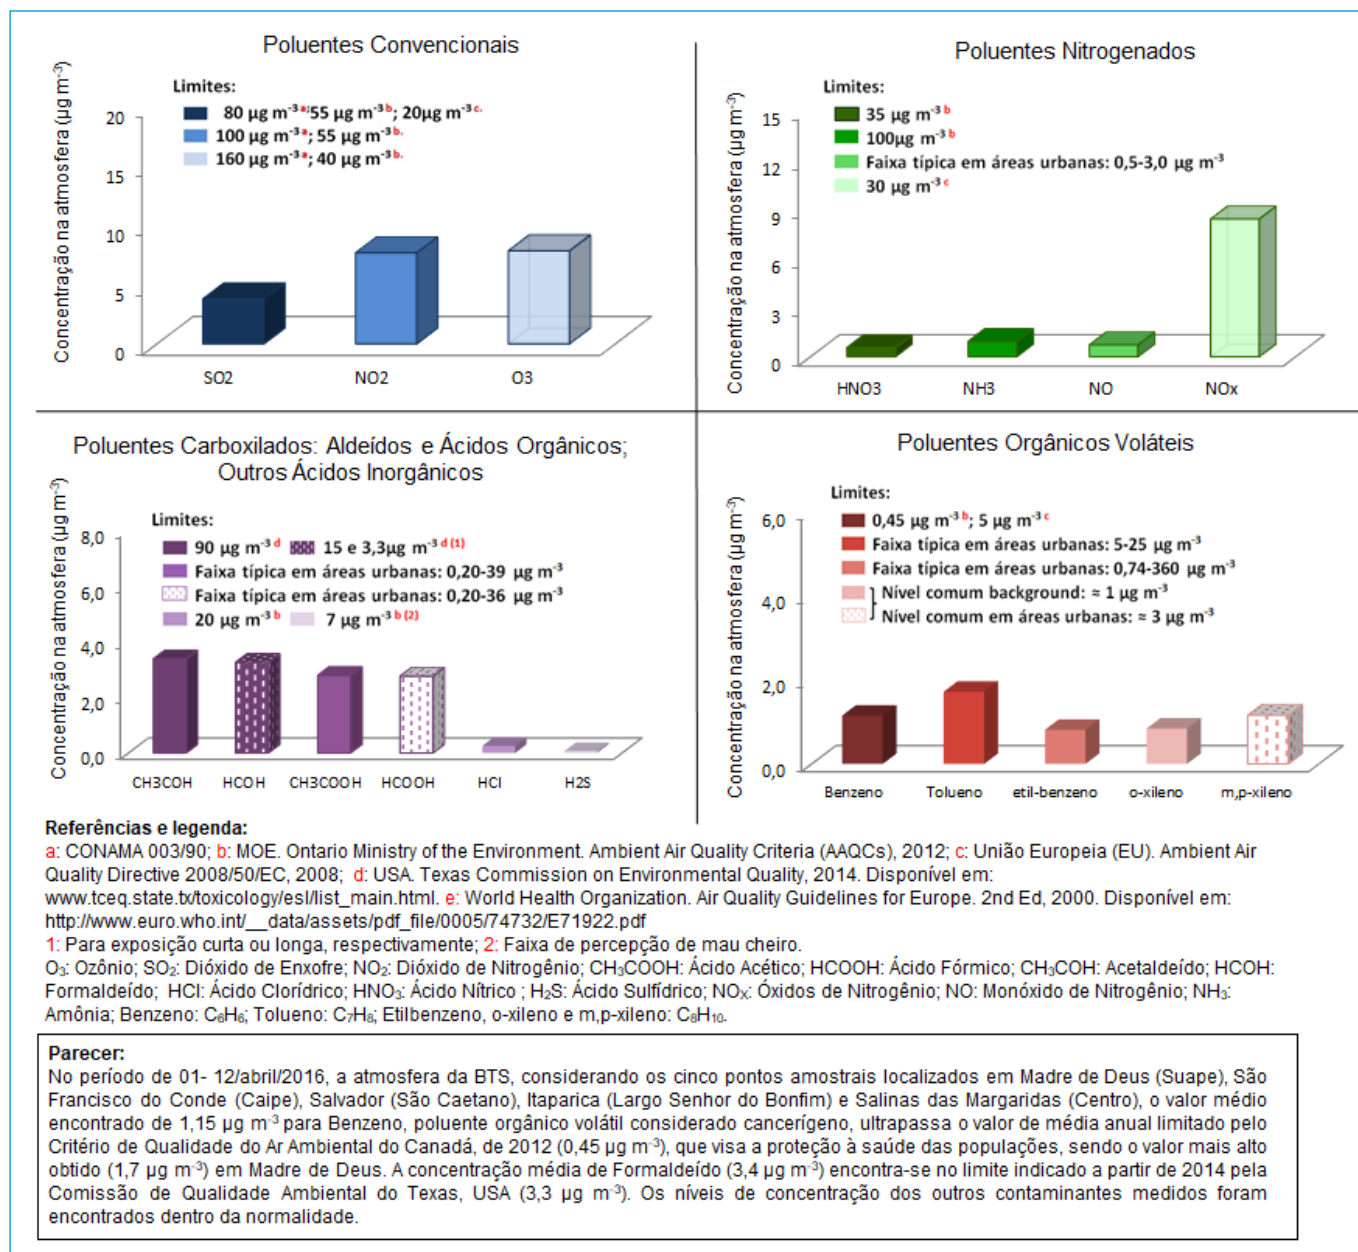 Poluentes Convencionais
Concentração na atmosfera (µg m-3)
Limites:
80 µg m-3 a; 55 µg m-3 b; 20µg m-3 c.
100 µg m-3 a; 55 µg m-3 b.
160 µg m-3 a; 40 µg m-3 b.
20
15
10
5
0
SO2 NO2 O3
Poluentes Nitrogenados
Concentração na atmosfera (µg m-3)
Limites:
35 µg m-3 b
100µg m-3 b
Faixa típica em áreas urbanas: 0,5-3,0 µg m-3
30 µg m-3 c
15
12
9
6
3
0
HNO3 NH3 NO NOx
Poluentes Carboxilados: Aldeídos e Ácidos Orgânicos;
Outros Ácidos Inorgânicos
Concentração na atmosfera (µg m-3)
Limites:
90 µg m-3 d 15 e 3,3µg m-3 d (1)
Faixa típica em áreas urbanas: 0,20-39 µg m-3
Faixa típica em áreas urbanas: 0,20-36 µg m-3
20 µg m-3 b 7 µg m-3 b (2)
8,0
6,0
4,0
2,0
0,0
CH3COH HCOH CH3COOH HCOOH HCl H2S
Poluentes Orgânicos Voláteis
Concentração na atmosfera (µg m-3)
Limites:
0,45 µg m-3 b; 5 µg m-3 c
Faixa típica em áreas urbanas: 5-25 µg m-3
Faixa típica em áreas urbanas: 0,74-360 µg m-3
Nível comum background: ≈ 1 µg m-3
Nível comum em áreas urbanas: ≈ 3 µg m-3
6,0
4,0
2,0
0,0
Benzeno Tolueno etil-benzeno o-xileno m,p-xileno
Referências e legenda:
a: CONAMA 003/90; b: MOE. Ontario Ministry of the Environment. Ambient Air Quality Criteria (AAQCs), 2012; c: União Europeia (EU). Ambient Air
Quality Directive 2008/50/EC, 2008; d: USA. Texas Commission on Environmental Quality, 2014. Disponível em:
www.tceq.state.tx/toxicology/esl/list_main.html. e: World Health Organization. Air Quality Guidelines for Europe. 2nd Ed, 2000. Disponível em:
http://www.euro.who.int/__data/assets/pdf_file/0005/74732/E71922.pdf
1: Para exposição curta ou longa, respectivamente; 2: Faixa de percepção de mau cheiro.
O3: Ozônio; SO2: Dióxido de Enxofre; NO2: Dióxido de Nitrogênio; CH3COOH: Ácido Acético; HCOOH: Ácido Fórmico; CH3COH: Acetaldeído; HCOH:
Formaldeído; HCl: Ácido Clorídrico; HNO3: Ácido Nítrico ; H2S: Ácido Sulfídrico; NOX: Óxidos de Nitrogênio; NO: Monóxido de Nitrogênio; NH3:
Amônia; Benzeno: C6H6; Tolueno: C7H8; Etilbenzeno, o-xileno e m,p-xileno: C8H10.
Parecer:
No período de 01- 12/abril/2016, a atmosfera da BTS, considerando os cinco pontos amostrais localizados em Madre de Deus (Suape), São
Francisco do Conde (Caipe), Salvador (São Caetano), Itaparica (Largo Senhor do Bonfim) e Salinas das Margaridas (Centro), o valor médio
encontrado de 1,15 µg m-3 para Benzeno, poluente orgânico volátil considerado cancerígeno, ultrapassa o valor de média anual limitado pelo
Critério de Qualidade do Ar Ambiental do Canadá, de 2012 (0,45 µg m-3), que visa a proteção à saúde das populações, sendo o valor mais alto
obtido (1,7 µg m-3) em Madre de Deus. A concentração média de Formaldeído (3,4 µg m-3) encontra-se no limite indicado a partir de 2014 pela
Comissão de Qualidade Ambiental do Texas, USA (3,3 µg m-3). Os níveis de concentração dos outros contaminantes medidos foram
encontrados dentro da normalidade.